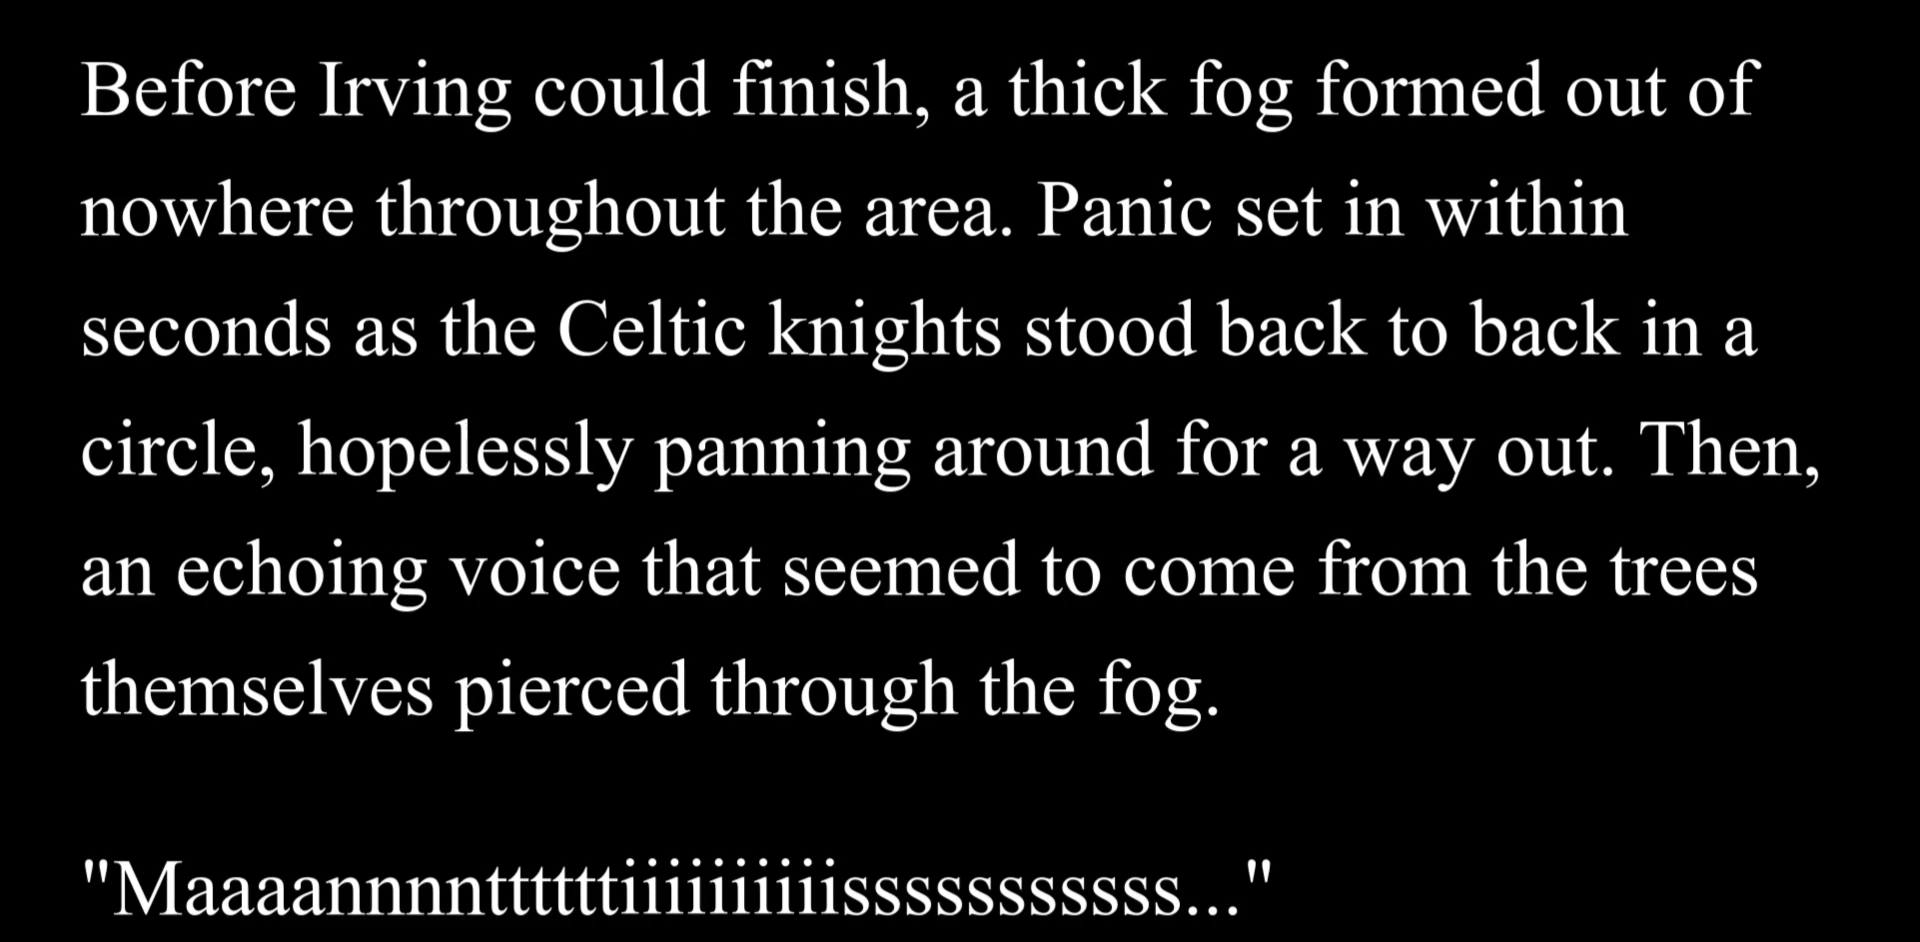 Before Irving could finish, a thick fog formed out of
nowhere throughout the area. Panic set in within
seconds as the Celtic knights stood back to back in a
circle, hopelessly panning around for a way out. Then,
an echoing voice that seemed to come from the trees
themselves pierced through the fog.
"Maaaannnnttttttiiiiiiiiiisssssssssss..."